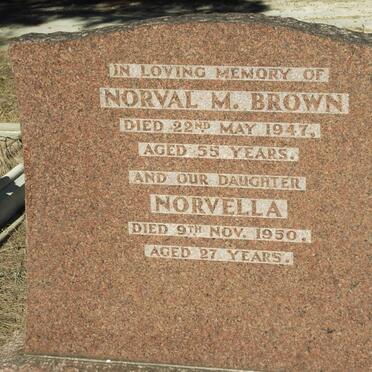 IN LOVING MEMORY OF
NORVAL M. BROWN
DIED 22ND MAY 1947.
AGED 55 YEARS.
AND OUR DAUGHTER
NORVELLA
DIED 9TH NOV. 1950.
AGED 27 YEARS.